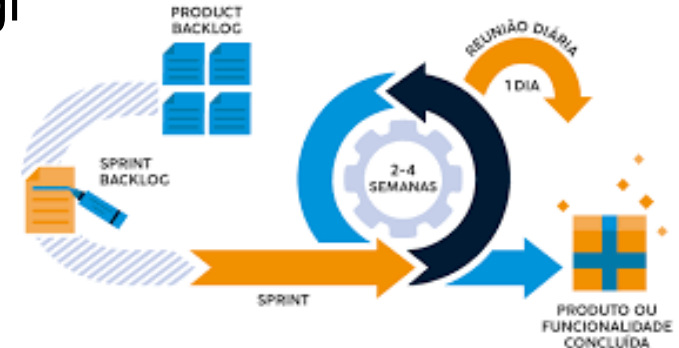 PRODUCT
BACKLOG
REUNIÃO DIÁRIA
1 DIA
SPRINT
BACKLOG
2-4
SEMANAS
SPRINT
PRODUTO OU
FUNCIONALIDADE
CONCLUÍDA